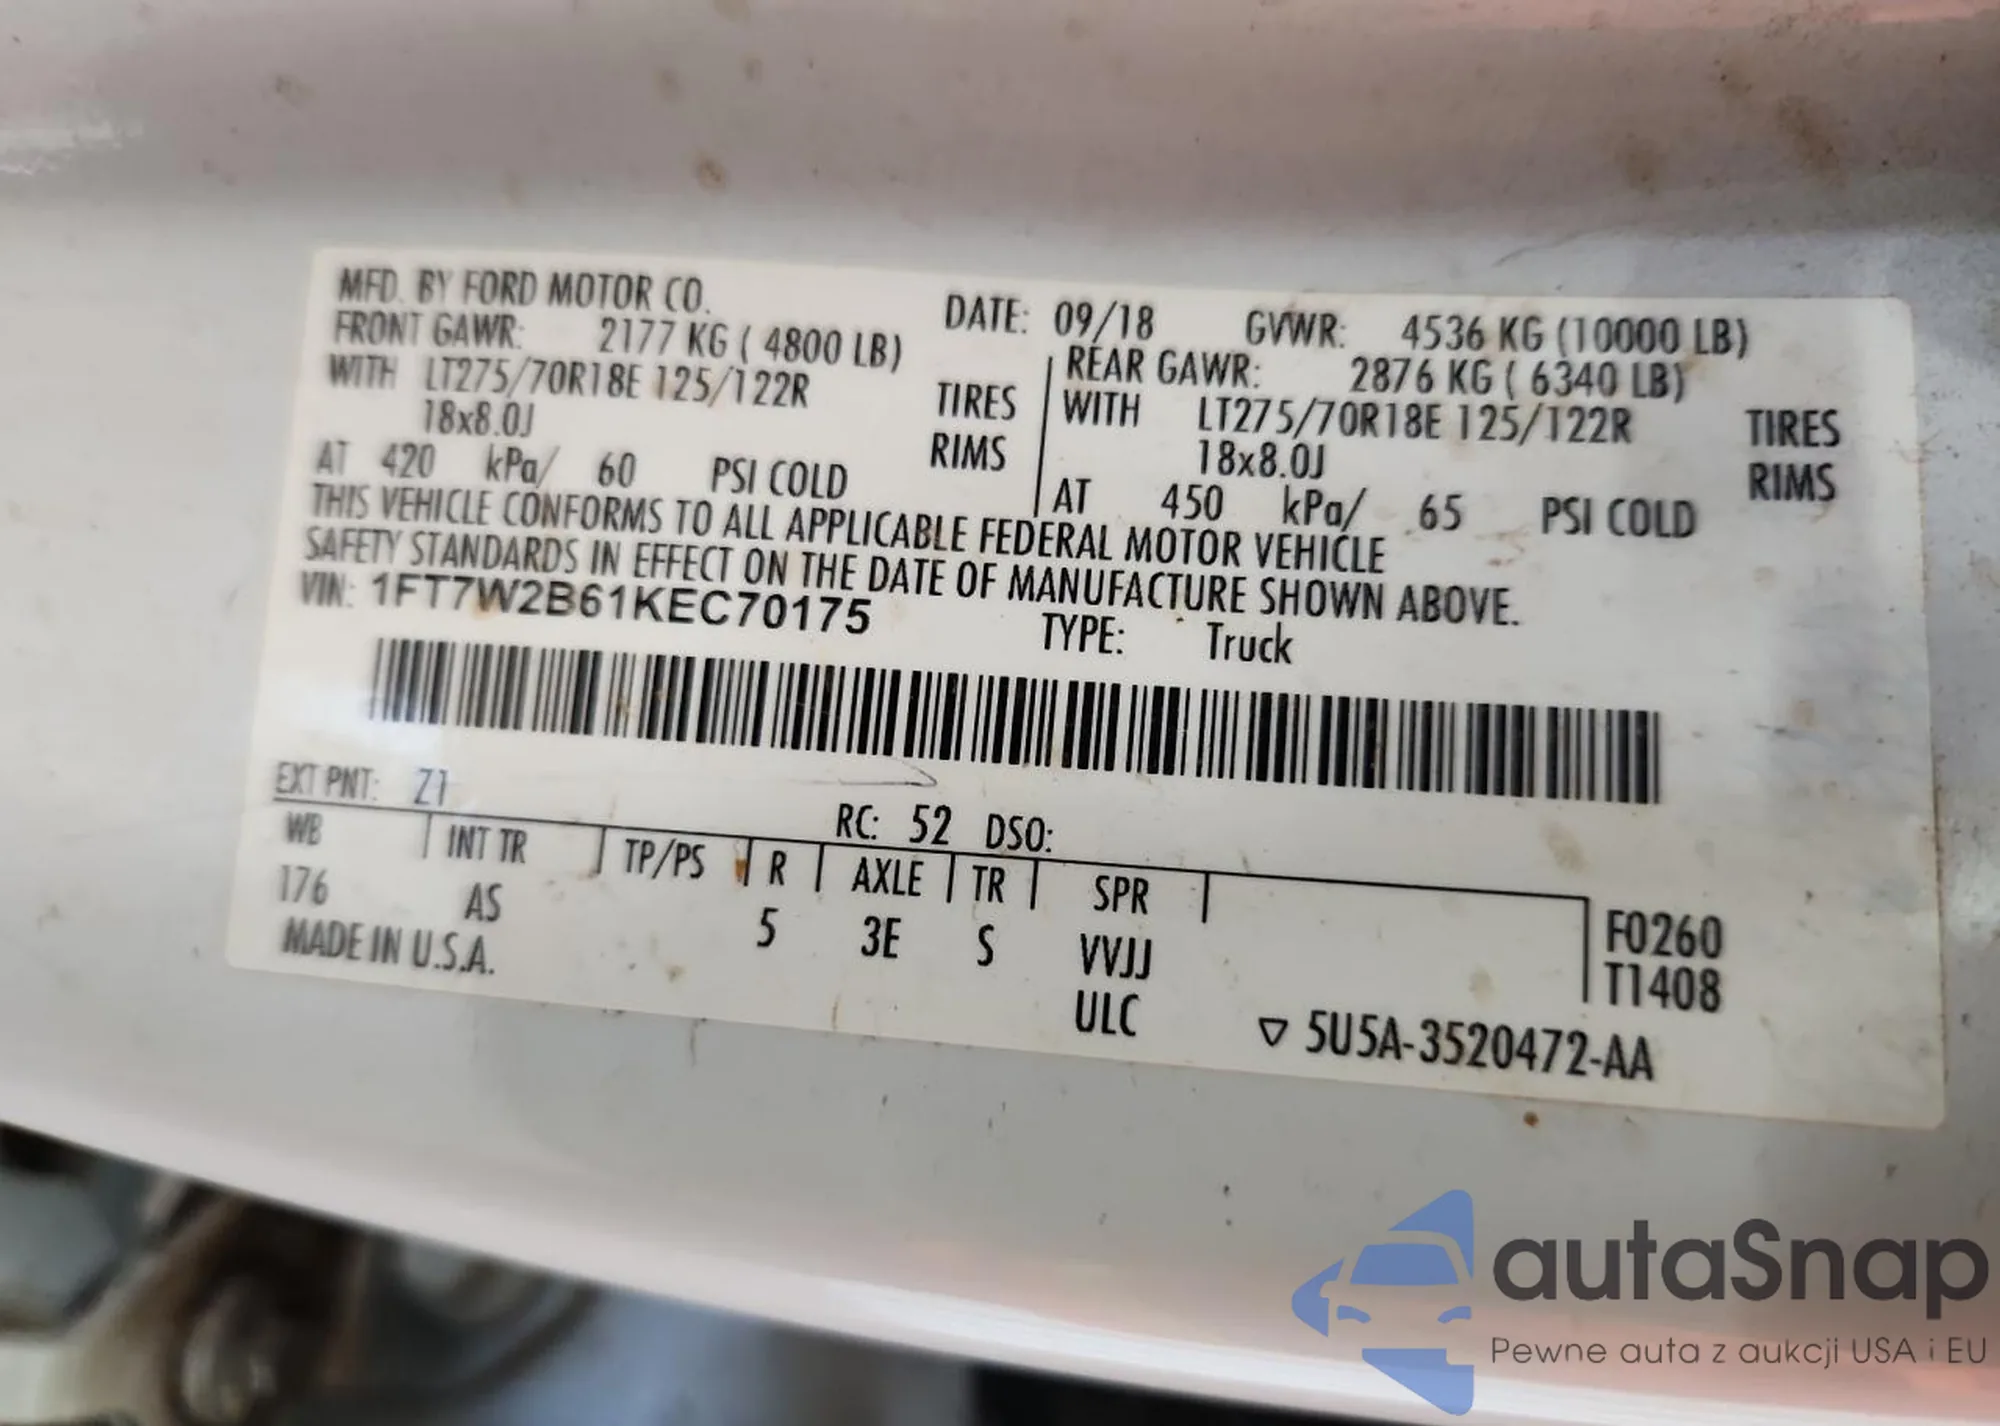 MFD. BY FORD MOTOR CO.
DATE: 09/18 GVWR: 4536 KG (10000 LB)
FRONT GAWR: 2177 KG ( 4800 LB)
REAR GAWR: 2876 KG ( 6340 LB)
WITH LT275/70R18E 125/122R TIRES
WITH LT275/70R18E 125/122R TIRES
18x8.0J RIMS
18x8.0J RIMS
AT 420 kPa/ 60 PSI COLD
AT 450 kPa/ 65 PSI COLD
THIS VEHICLE CONFORMS TO ALL APPLICABLE FEDERAL MOTOR VEHICLE
SAFETY STANDARDS IN EFFECT ON THE DATE OF MANUFACTURE SHOWN ABOVE.
VIN: 1FT7W2B61KEC70175
TYPE: Truck
EXT PNT: Z1 RC: 52 DSO:
WB INT TR TP/PS R AXLE TR SPR
176 AS 5 3E S VVJJ
F0260
T1408
MADE IN U.S.A. ULC
▽ 5U5A-3520472-AA
autaSnap
Pewne auta z aukcji USA i EU